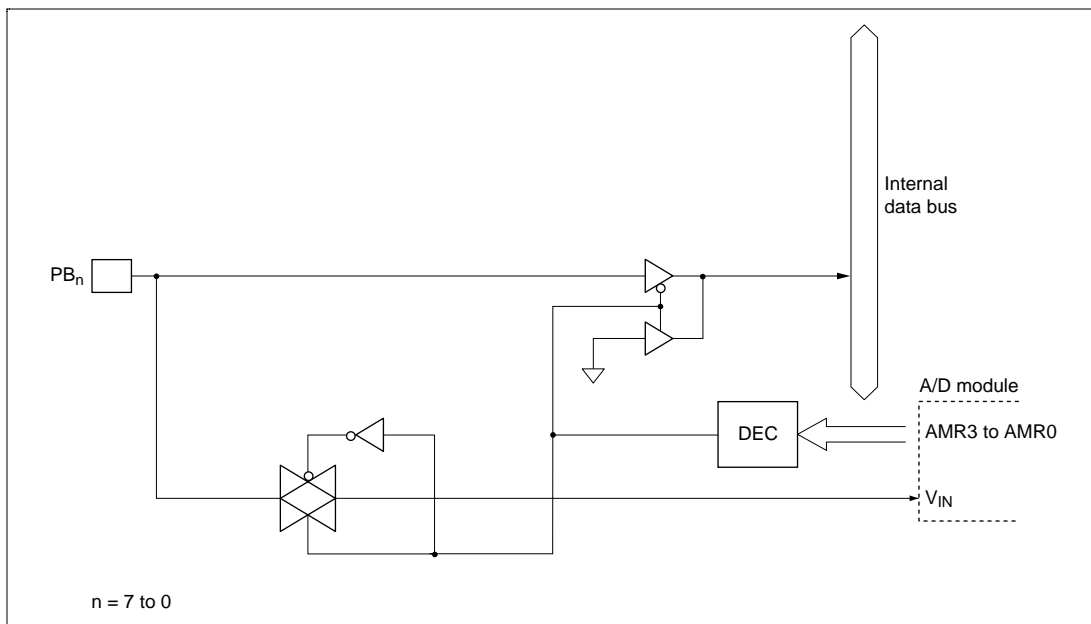 Internal
data bus
PBn
A/D module
DEC
AMR3 to AMR0
VIN
n = 7 to 0